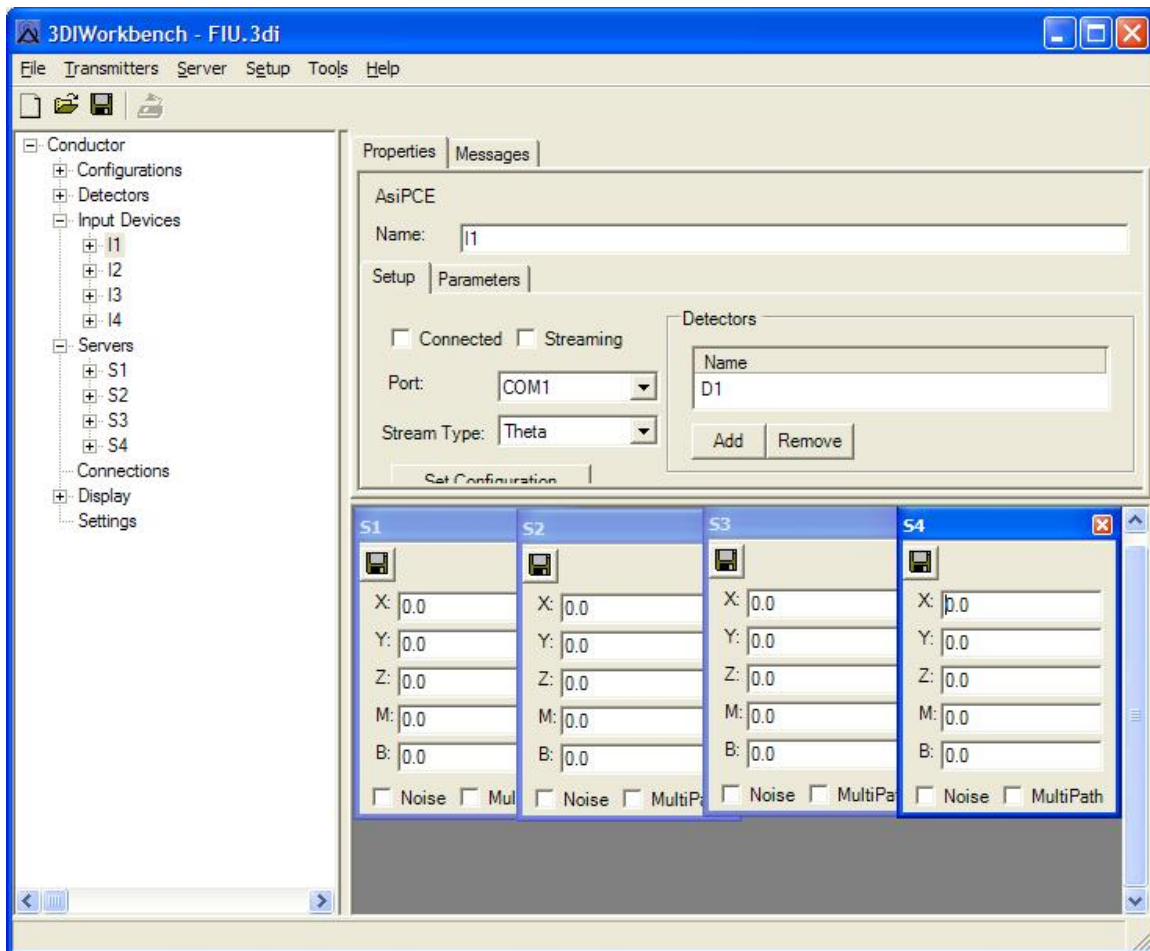 3DIWorkbench - FIU.3di
File Transmitters Server Setup Tools Help
Conductor
Configurations
Detectors
Input Devices
I1
I2
I3
I4
Servers
S1
S2
S3
S4
Connections
Display
Settings
Properties Messages
AsiPCE
Name: I1
Setup Parameters
Connected Streaming
Port: COM1
Stream Type: Theta
Set Configuration
Detectors
Name
D1
Add Remove
S1
X: 0.0
Y: 0.0
Z: 0.0
M: 0.0
B: 0.0
Noise Mul
S2
X: 0.0
Y: 0.0
Z: 0.0
M: 0.0
B: 0.0
Noise MultiPa
S3
X: 0.0
Y: 0.0
Z: 0.0
M: 0.0
B: 0.0
Noise MultiPat
S4
X: 0.0
Y: 0.0
Z: 0.0
M: 0.0
B: 0.0
Noise MultiPath